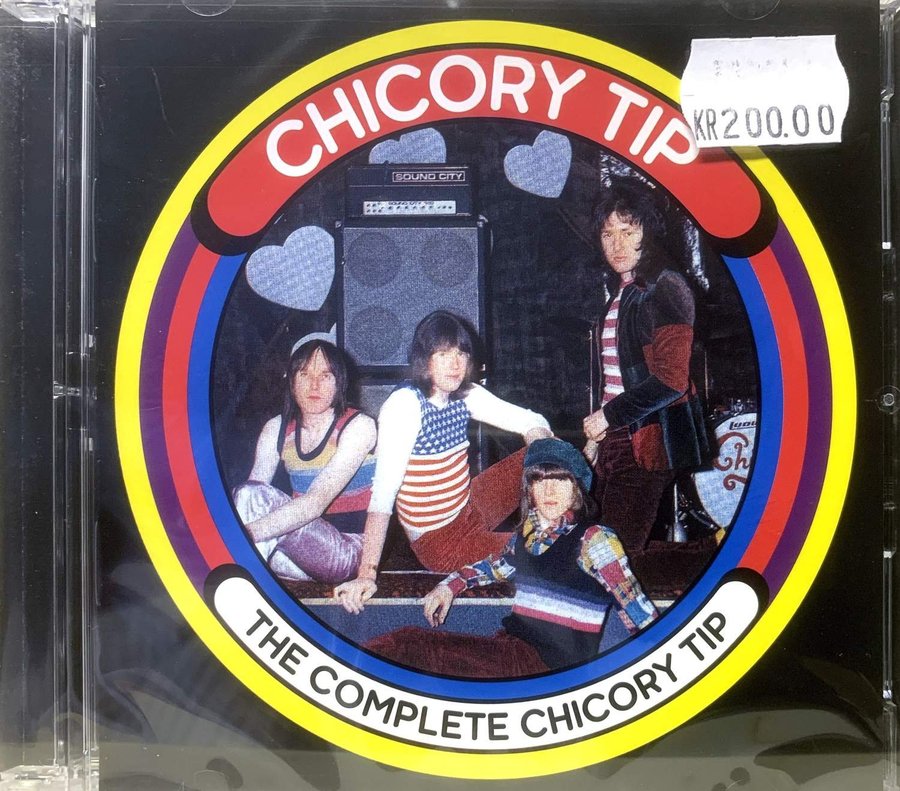 CHICORY TIP
KR200.00
SOUND CITY
THE COMPLETE CHICORY TIP